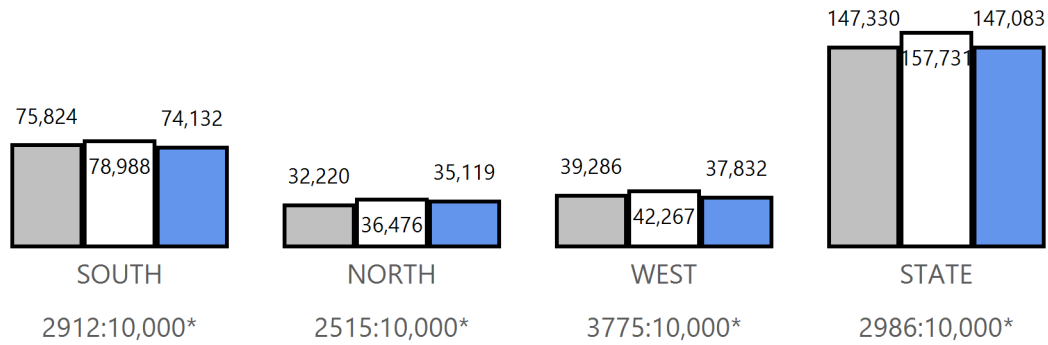 75,824 78,988 74,132
SOUTH
2912:10,000*
32,220 36,476 35,119
NORTH
2515:10,000*
39,286 42,267 37,832
WEST
3775:10,000*
147,330 157,731 147,083
STATE
2986:10,000*